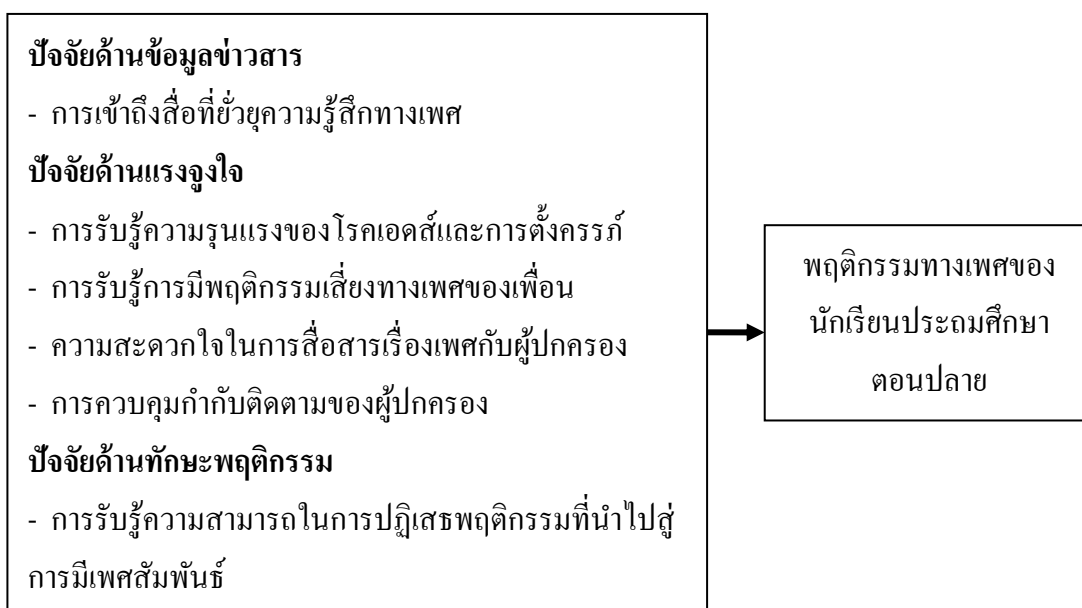 ปัจจัยด้านข้อมูลข่าวสาร
- การเข้าถึงสื่อที่ยั่วยุความรู้สึกทางเพศ
ปัจจัยด้านแรงจูงใจ
- การรับรู้ความรุนแรงของโรคเอดส์และการตั้งครรภ์
- การรับรู้การมีพฤติกรรมเสี่ยงทางเพศของเพื่อน
- ความสะดวกใจในการสื่อสารเรื่องเพศกับผู้ปกครอง
- การควบคุมกำกับติดตามของผู้ปกครอง
ปัจจัยด้านทักษะพฤติกรรม
- การรับรู้ความสามารถในการปฏิเสธพฤติกรรมที่นำไปสู่
การมีเพศสัมพันธ์
พฤติกรรมทางเพศของ
นักเรียนประถมศึกษา
ตอนปลาย